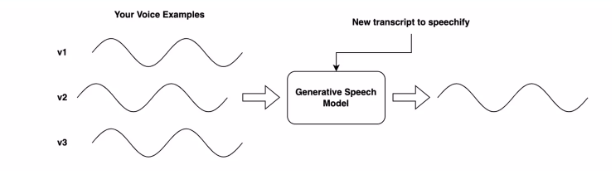 Your Voice Examples
New transcript to speechify
v1
v2
v3
Generative Speech
Model